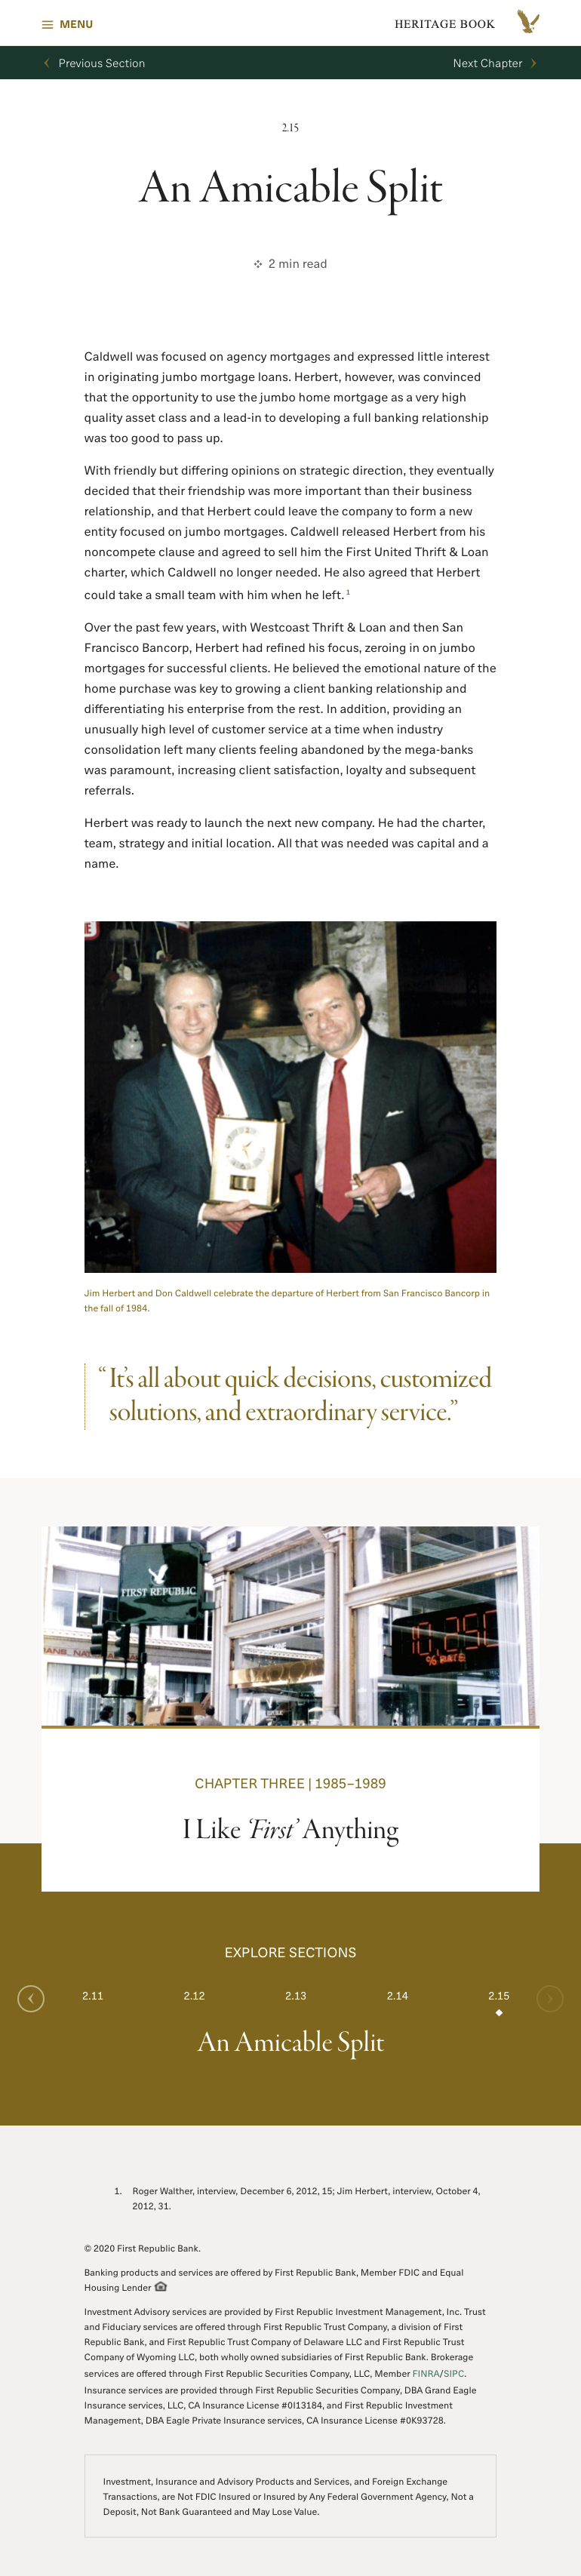 MENU
HERITAGE BOOK
Previous Section
Next Chapter
2.15
An Amicable Split
2 min read
Caldwell was focused on agency mortgages and expressed little interest
in originating jumbo mortgage loans. Herbert, however, was convinced
that the opportunity to use the jumbo home mortgage as a very high
quality asset class and a lead-in to developing a full banking relationship
was too good to pass up.
With friendly but differing opinions on strategic direction, they eventually
decided that their friendship was more important than their business
relationship, and that Herbert could leave the company to form a new
entity focused on jumbo mortgages. Caldwell released Herbert from his
noncompete clause and agreed to sell him the First United Thrift & Loan
charter, which Caldwell no longer needed. He also agreed that Herbert
could take a small team with him when he left. 1
Over the past few years, with Westcoast Thrift & Loan and then San
Francisco Bancorp, Herbert had refined his focus, zeroing in on jumbo
mortgages for successful clients. He believed the emotional nature of the
home purchase was key to growing a client banking relationship and
differentiating his enterprise from the rest. In addition, providing an
unusually high level of customer service at a time when industry
consolidation left many clients feeling abandoned by the mega-banks
was paramount, increasing client satisfaction, loyalty and subsequent
referrals.
Herbert was ready to launch the next new company. He had the charter,
team, strategy and initial location. All that was needed was capital and a
name.
Jim Herbert and Don Caldwell celebrate the departure of Herbert from San Francisco Bancorp in
the fall of 1984.
“ It’s all about quick decisions, customized
solutions, and extraordinary service.”
FIRST REPUBLIC
10.25
% RATE
CHAPTER THREE | 1985–1989
I Like ‘First’ Anything
EXPLORE SECTIONS
2.11
2.12
2.13
2.14
2.15
An Amicable Split
1. Roger Walther, interview, December 6, 2012, 15; Jim Herbert, interview, October 4,
2012, 31.
© 2020 First Republic Bank.
Banking products and services are offered by First Republic Bank, Member FDIC and Equal
Housing Lender
Investment Advisory services are provided by First Republic Investment Management, Inc. Trust
and Fiduciary services are offered through First Republic Trust Company, a division of First
Republic Bank, and First Republic Trust Company of Delaware LLC and First Republic Trust
Company of Wyoming LLC, both wholly owned subsidiaries of First Republic Bank. Brokerage
services are offered through First Republic Securities Company, LLC, Member FINRA/SIPC.
Insurance services are provided through First Republic Securities Company, DBA Grand Eagle
Insurance services, LLC, CA Insurance License #0I13184, and First Republic Investment
Management, DBA Eagle Private Insurance services, CA Insurance License #0K93728.
Investment, Insurance and Advisory Products and Services, and Foreign Exchange
Transactions, are Not FDIC Insured or Insured by Any Federal Government Agency, Not a
Deposit, Not Bank Guaranteed and May Lose Value.